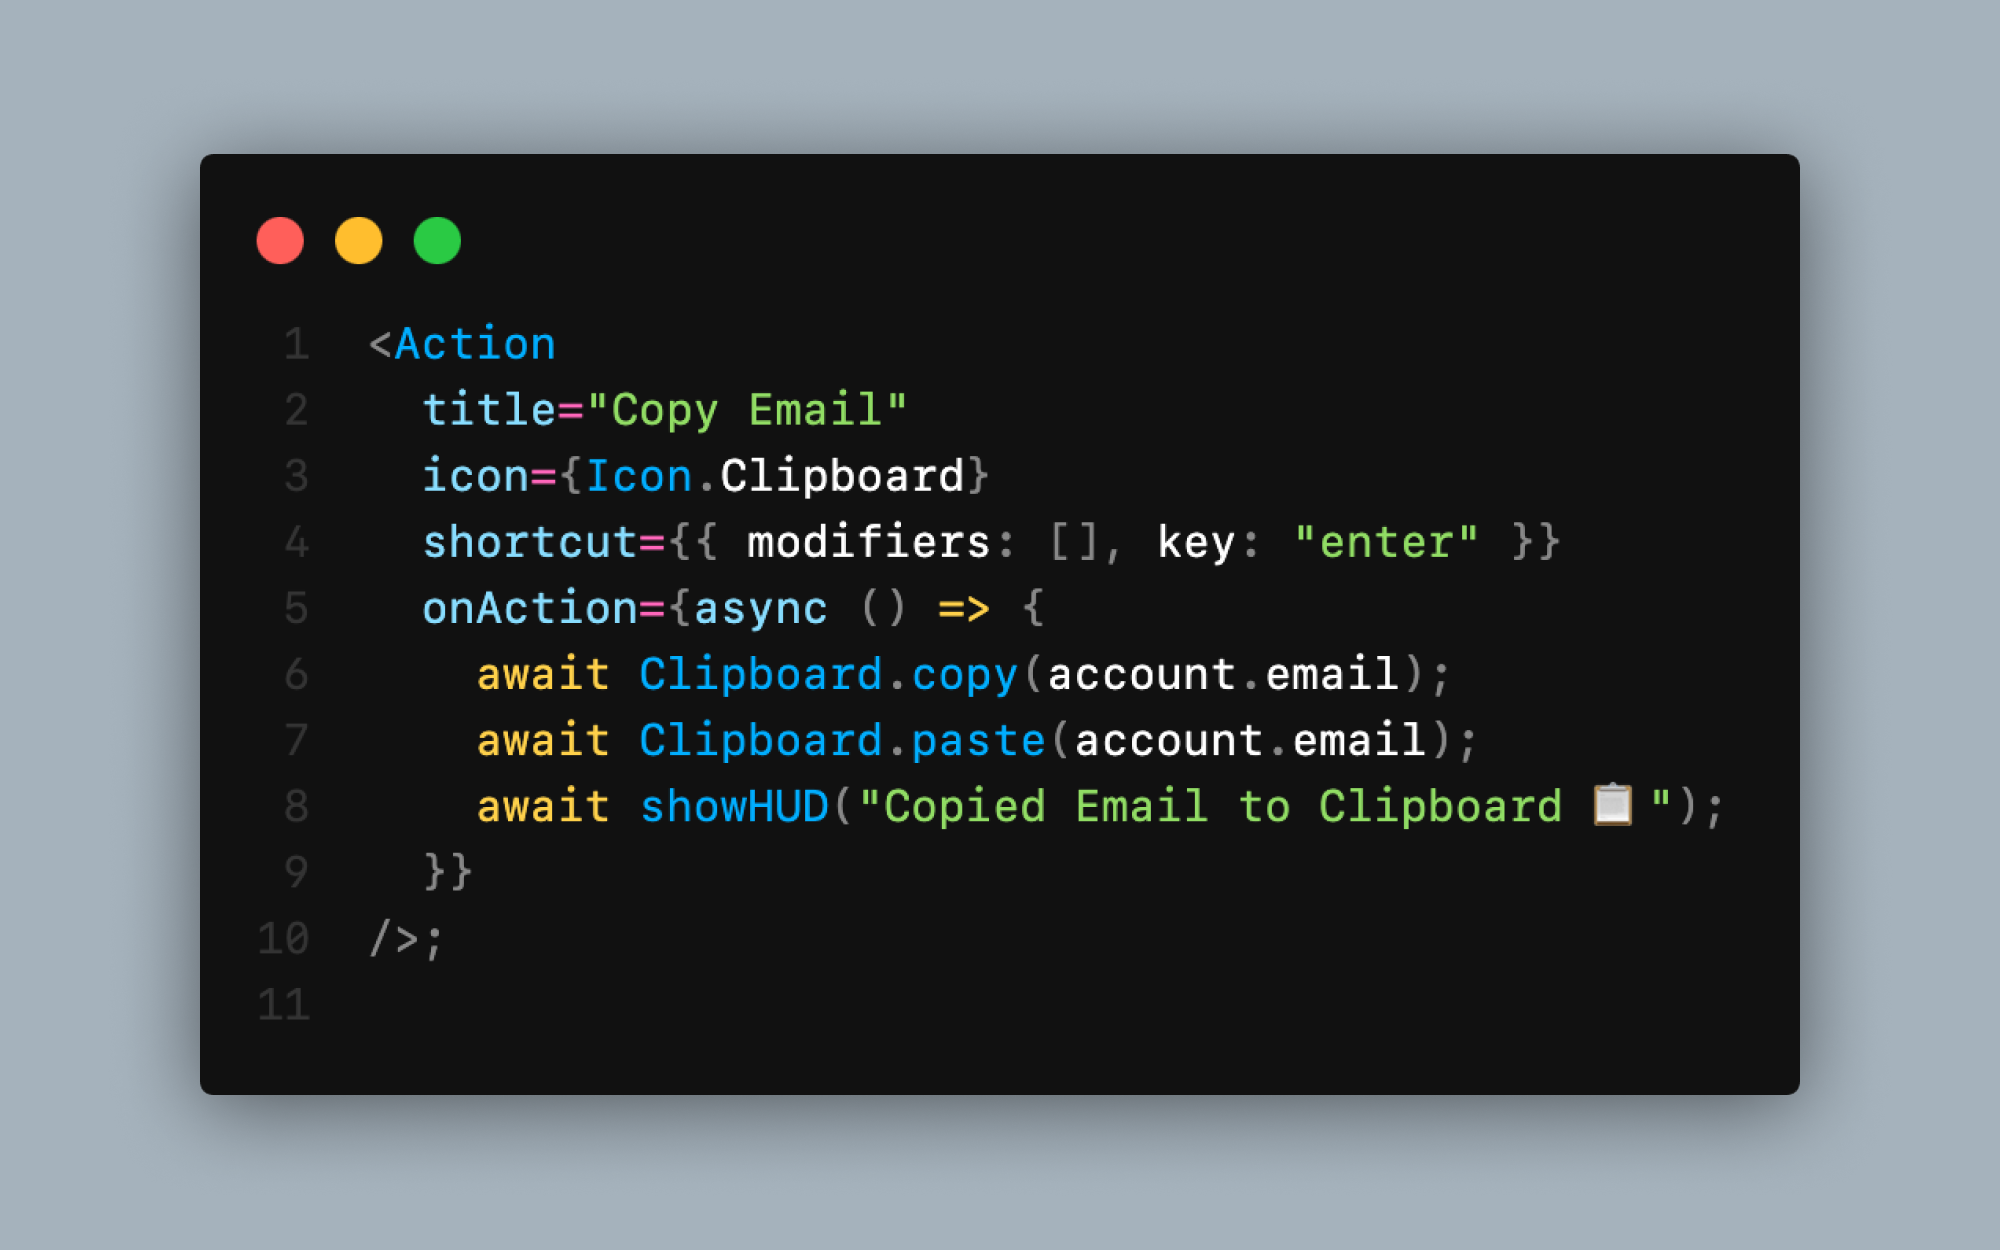 1 <Action
2 title="Copy Email"
3 icon={Icon.Clipboard}
4 shortcut={{ modifiers: [], key: "enter" }}
5 onAction={async () => {
6 await Clipboard.copy(account.email);
7 await Clipboard.paste(account.email);
8 await showHUD("Copied Email to Clipboard 📋");
9 }}
10 />;
11